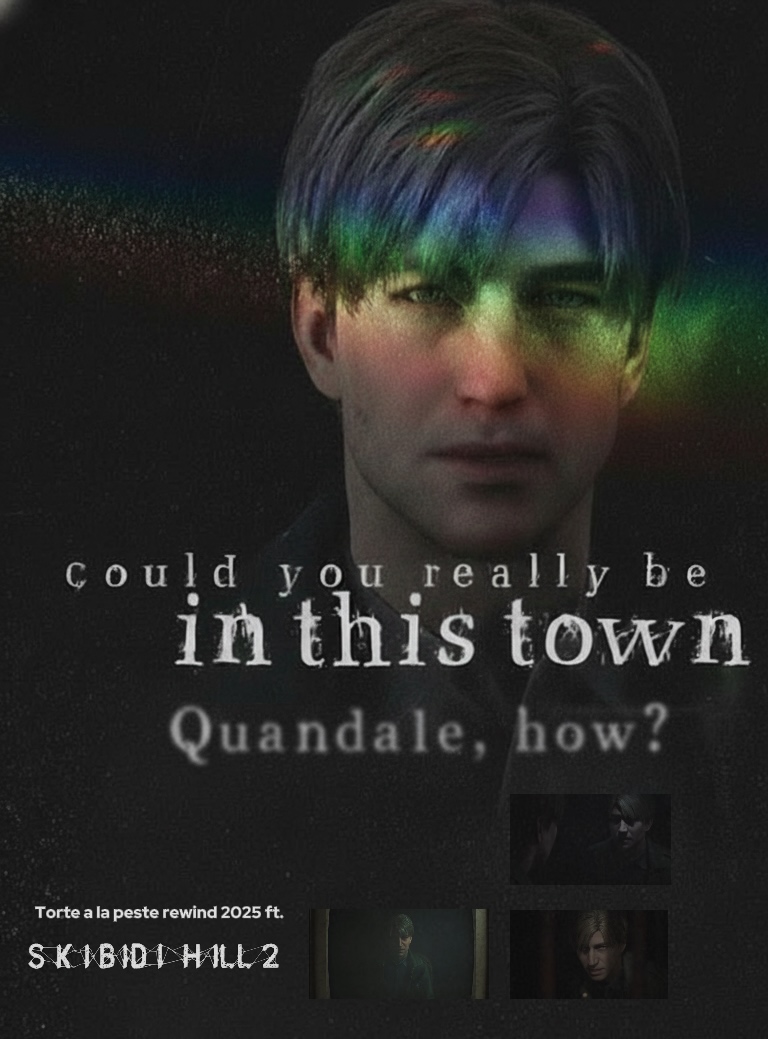 could you really be
in this town
Quandale, how?
Torte a la peste rewind 2025 ft.
SKIBIDI HILL 2